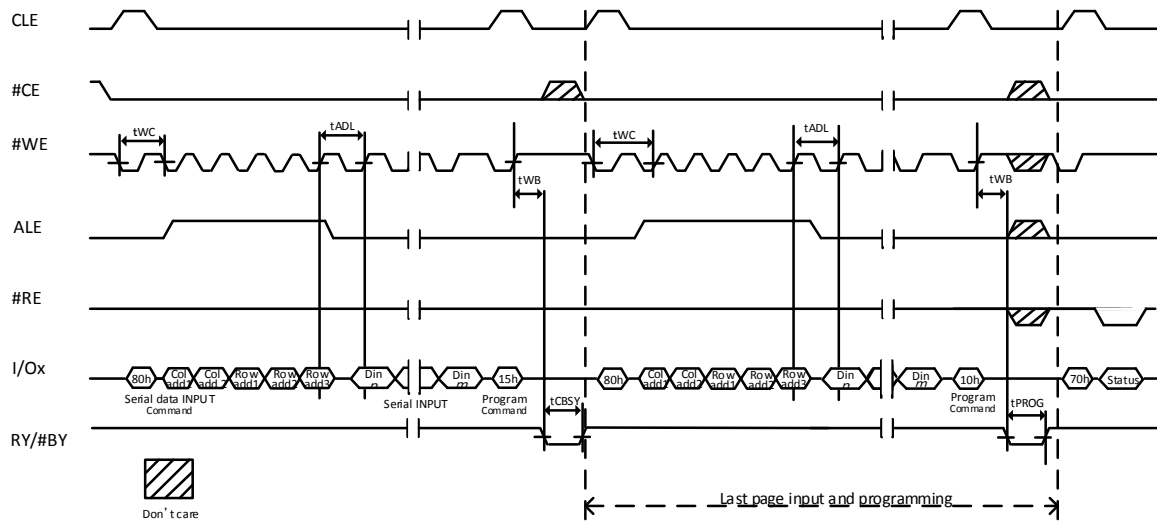 CLE
#CE
tWC
tADL
tWC
tADL
#WE
tWB
tWB
ALE
#RE
I/Ox
80h
Col add1
Col add 2
Row add1
Row add2
Row add3
Din n
Din m
15h
80h
Col add1
Col add2
Row add1
Row add2
Row add3
Din n
Din m
10h
70h
Status
Serial data INPUT
Command
Serial INPUT
Program
Command
tCBSY
Program
Command
tPROG
RY/#BY
Last page input and programming
Don't care